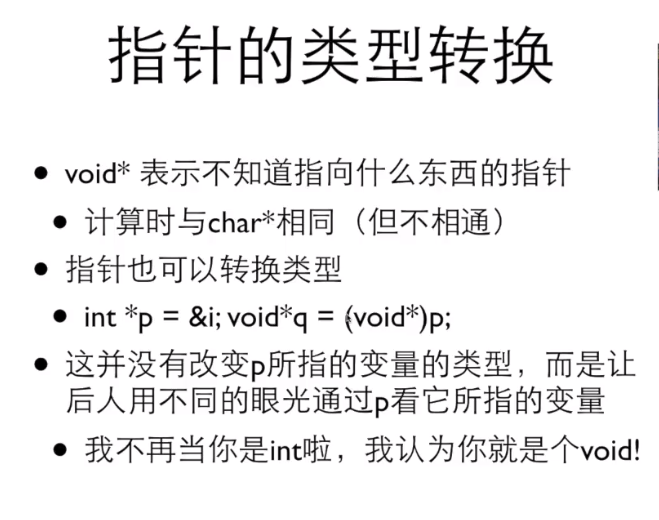 指针的类型转换
• void* 表示不知道指向什么东西的指针
• 计算时与char*相同（但不相通）
• 指针也可以转换类型
• int *p = &i; void*q = (void*)p;
• 这并没有改变p所指的变量的类型，而是让
后人用不同的眼光通过p看它所指的变量
• 我不再当你是int啦，我认为你就是个void!